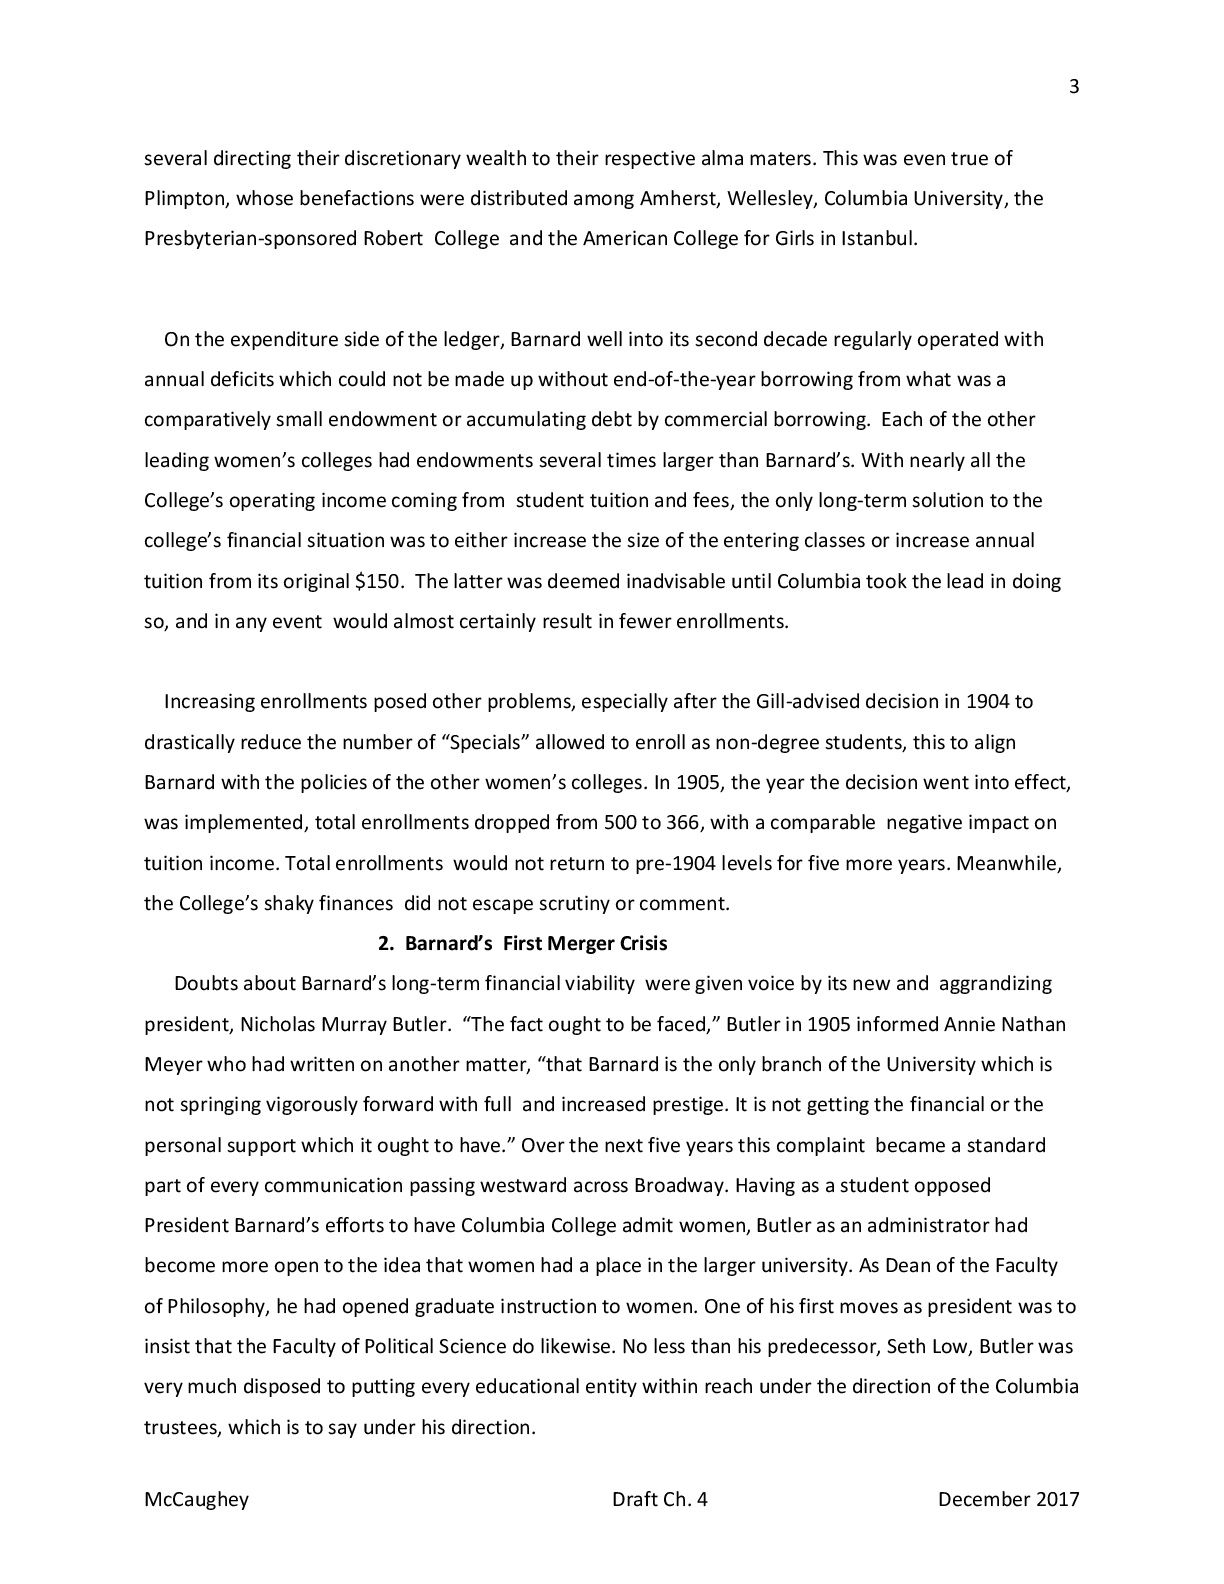 3
several directing their discretionary wealth to their respective alma maters. This was even true of
Plimpton, whose benefactions were distributed among Amherst, Wellesley, Columbia University, the
Presbyterian-sponsored Robert  College  and the American College for Girls in Istanbul.
On the expenditure side of the ledger, Barnard well into its second decade regularly operated with
annual deficits which could not be made up without end-of-the-year borrowing from what was a
comparatively small endowment or accumulating debt by commercial borrowing.  Each of the other
leading women’s colleges had endowments several times larger than Barnard’s. With nearly all the
College’s operating income coming from  student tuition and fees, the only long-term solution to the
college’s financial situation was to either increase the size of the entering classes or increase annual
tuition from its original $150.  The latter was deemed inadvisable until Columbia took the lead in doing
so, and in any event  would almost certainly result in fewer enrollments.
Increasing enrollments posed other problems, especially after the Gill-advised decision in 1904 to
drastically reduce the number of “Specials” allowed to enroll as non-degree students, this to align
Barnard with the policies of the other women’s colleges. In 1905, the year the decision went into effect,
was implemented, total enrollments dropped from 500 to 366, with a comparable  negative impact on
tuition income. Total enrollments  would not return to pre-1904 levels for five more years. Meanwhile,
the College’s shaky finances  did not escape scrutiny or comment.
2.  Barnard’s  First Merger Crisis
Doubts about Barnard’s long-term financial viability  were given voice by its new and  aggrandizing
president, Nicholas Murray Butler.  “The fact ought to be faced,” Butler in 1905 informed Annie Nathan
Meyer who had written on another matter, “that Barnard is the only branch of the University which is
not springing vigorously forward with full  and increased prestige. It is not getting the financial or the
personal support which it ought to have.” Over the next five years this complaint  became a standard
part of every communication passing westward across Broadway. Having as a student opposed
President Barnard’s efforts to have Columbia College admit women, Butler as an administrator had
become more open to the idea that women had a place in the larger university. As Dean of the Faculty
of Philosophy, he had opened graduate instruction to women. One of his first moves as president was to
insist that the Faculty of Political Science do likewise. No less than his predecessor, Seth Low, Butler was
very much disposed to putting every educational entity within reach under the direction of the Columbia
trustees, which is to say under his direction.
McCaughey Draft Ch. 4 December 2017